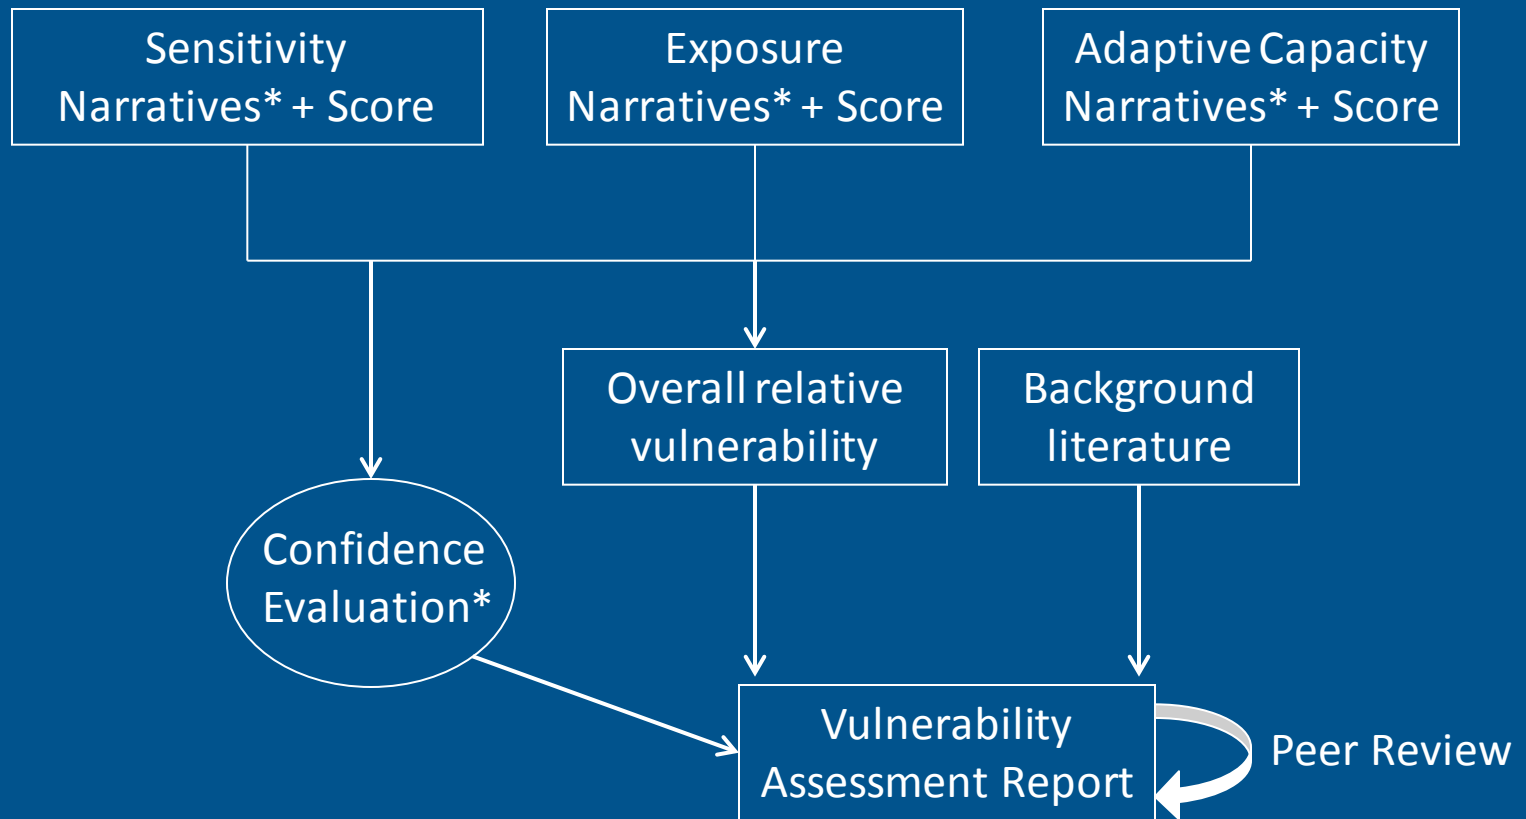 Sensitivity
Narratives* + Score
Exposure
Narratives* + Score
Adaptive Capacity
Narratives* + Score
Overall relative
vulnerability
Background
literature
Confidence
Evaluation*
Vulnerability
Assessment Report
Peer Review